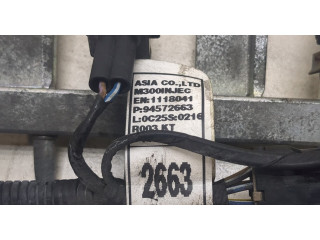 ASIA CO.,LTD
M300INJEC
EN:1118041
P:94572663
L:0C25S:0216
R003 KT
2663